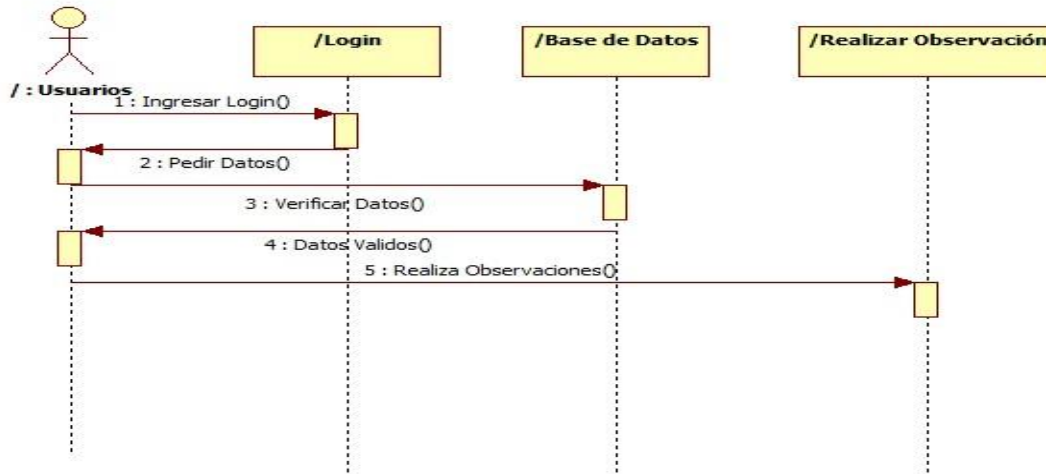 /Login
/Base de Datos
/Realizar Observación
/ : Usuarios
1 : Ingresar Login()
2 : Pedir Datos()
3 : Verificar Datos()
4 : Datos Validos()
5 : Realiza Observaciones()